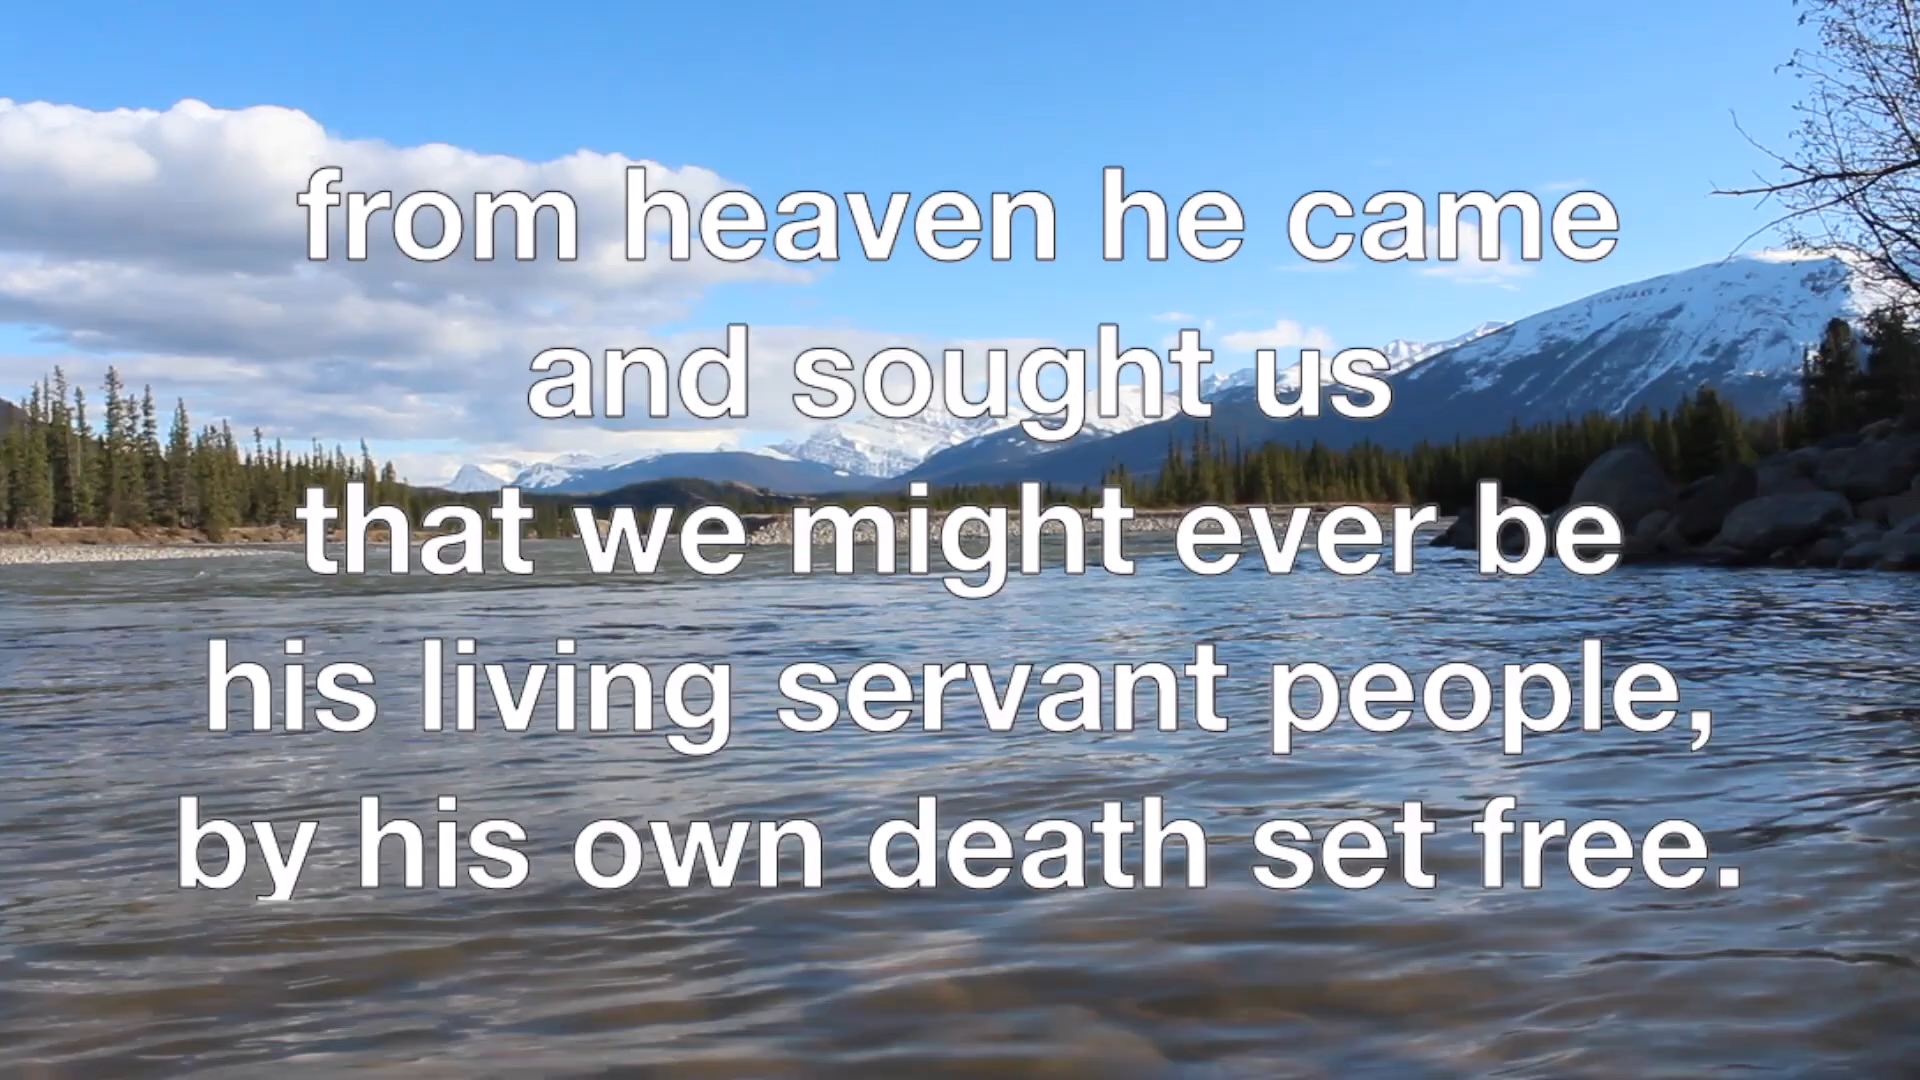 from heaven he came
and sought us
that we might ever be
his living servant people,
by his own death set free.